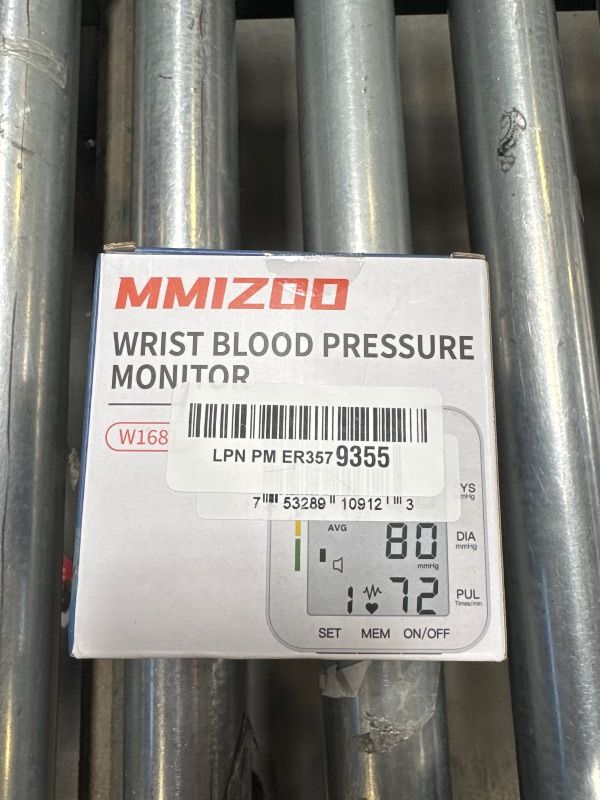 MMIZOO
WRIST BLOOD PRESSURE
MONITOR
W168
LPN PM ER357 9355
7 53289 10912 3
YS
mmHg
AVG
80
mmHg
DIA
mmHg
1 72
PUL
Times/min
SET MEM ON/OFF